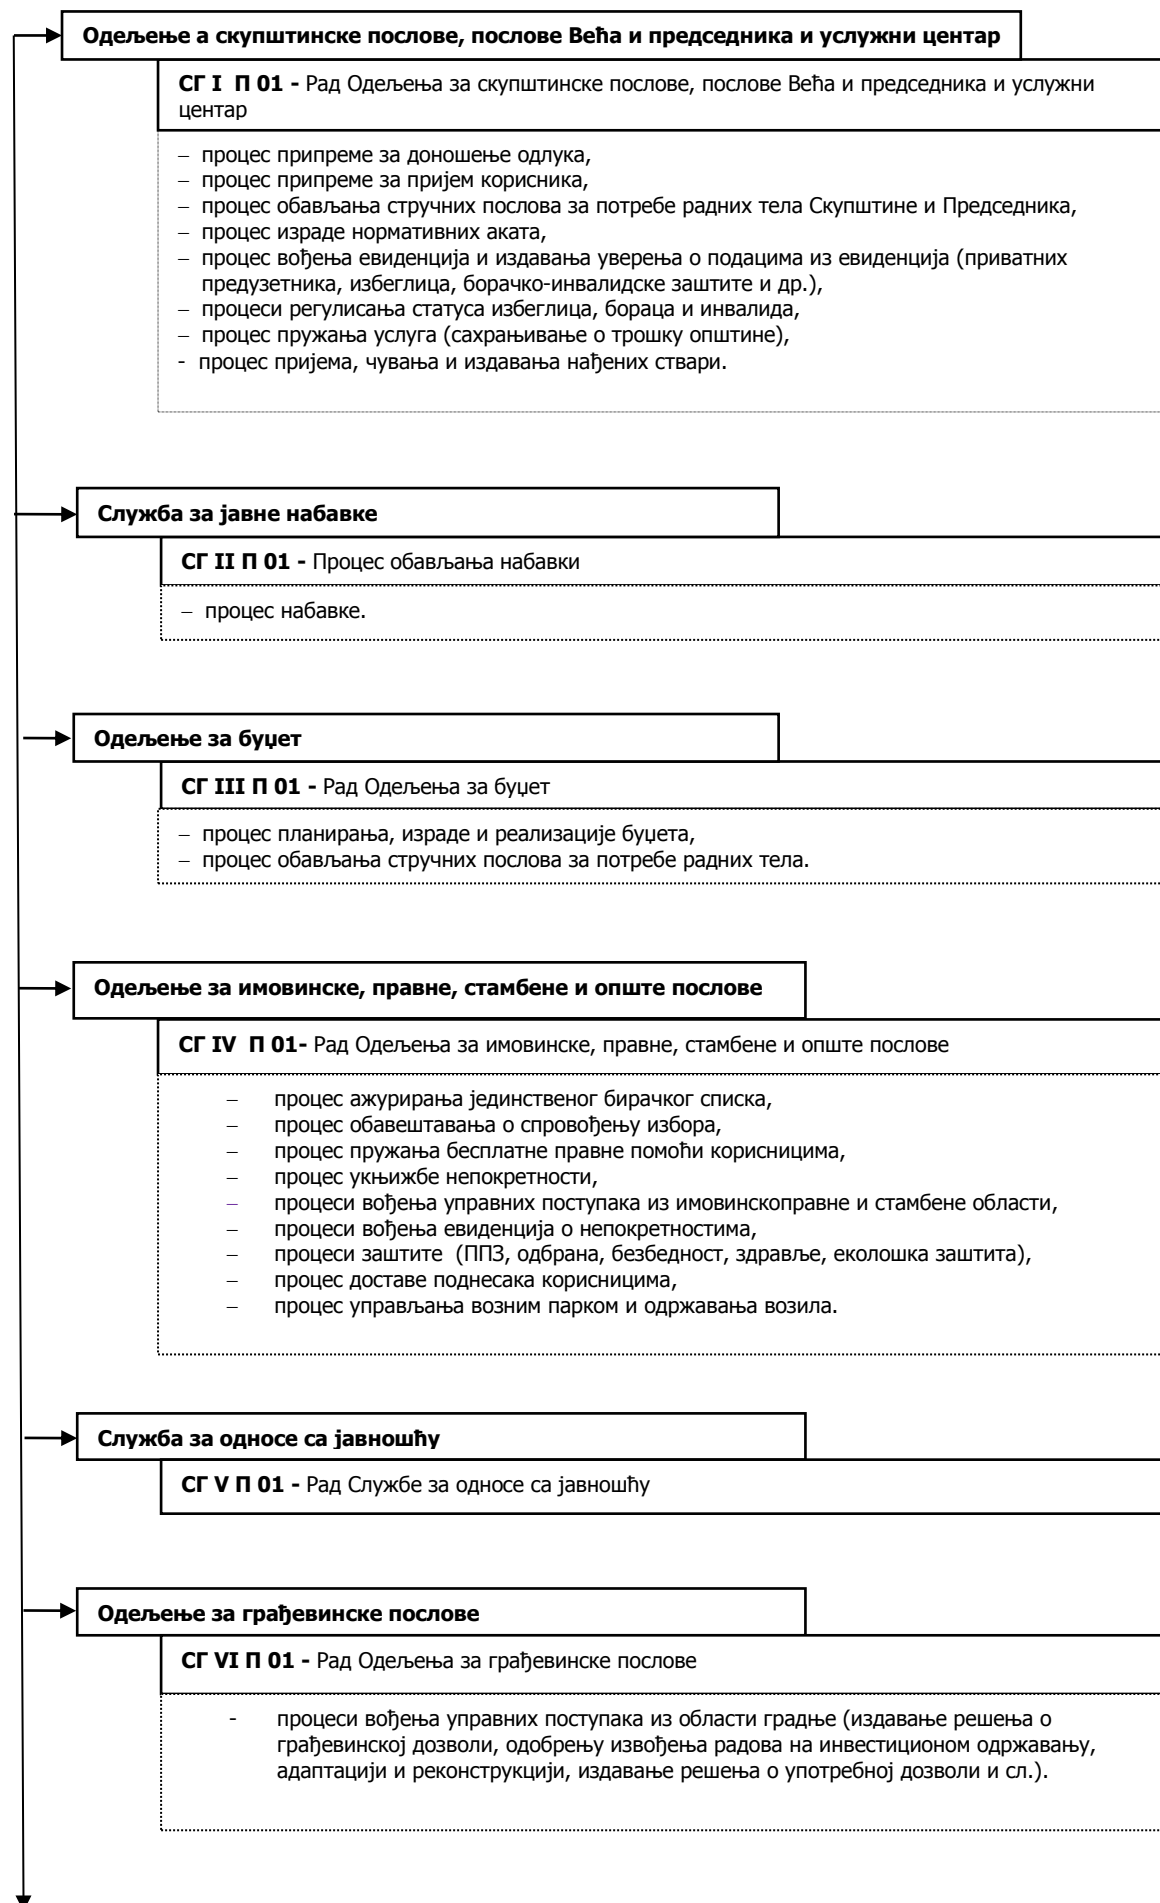 Одељење а скупштинске послове, послове Већа и председника и услужни центар
СГ I П 01 - Рад Одељења за скупштинске послове, послове Већа и председника и услужни
центар
– процес припреме за доношење одлука,
– процес припреме за пријем корисника,
– процес обављања стручних послова за потребе радних тела Скупштине и Председника,
– процес израде нормативних аката,
– процес вођења евиденција и издавања уверења о подацима из евиденција (приватних
предузетника, избеглица, борачко-инвалидске заштите и др.),
– процеси регулисања статуса избеглица, бораца и инвалида,
– процес пружања услуга (сахрањивање о трошку општине),
- процес пријема, чувања и издавања нађених ствари.
Служба за јавне набавке
СГ II П 01 - Процес обављања набавки
– процес набавке.
Одељење за буџет
СГ III П 01 - Рад Одељења за буџет
– процес планирања, израде и реализације буџета,
– процес обављања стручних послова за потребе радних тела.
Одељење за имовинске, правне, стамбене и опште послове
СГ IV П 01- Рад Одељења за имовинске, правне, стамбене и опште послове
– процес ажурирања јединственог бирачког списка,
– процес обавештавања о спровођењу избора,
– процес пружања бесплатне правне помоћи корисницима,
– процес укњижбе непокретности,
– процеси вођења управних поступака из имовинскоправне и стамбене области,
– процеси вођења евиденција о непокретностима,
– процеси заштите (ППЗ, одбрана, безбедност, здравље, еколошка заштита),
– процес доставе поднесака корисницима,
– процес управљања возним парком и одржавања возила.
Служба за односе са јавношћу
СГ V П 01 - Рад Службе за односе са јавношћу
Одељење за грађевинске послове
СГ VI П 01 - Рад Одељења за грађевинске послове
- процеси вођења управних поступака из области градње (издавање решења о
грађевинској дозволи, одобрењу извођења радова на инвестиционом одржавању,
адаптацији и реконструкцији, издавање решења о употребној дозволи и сл.).